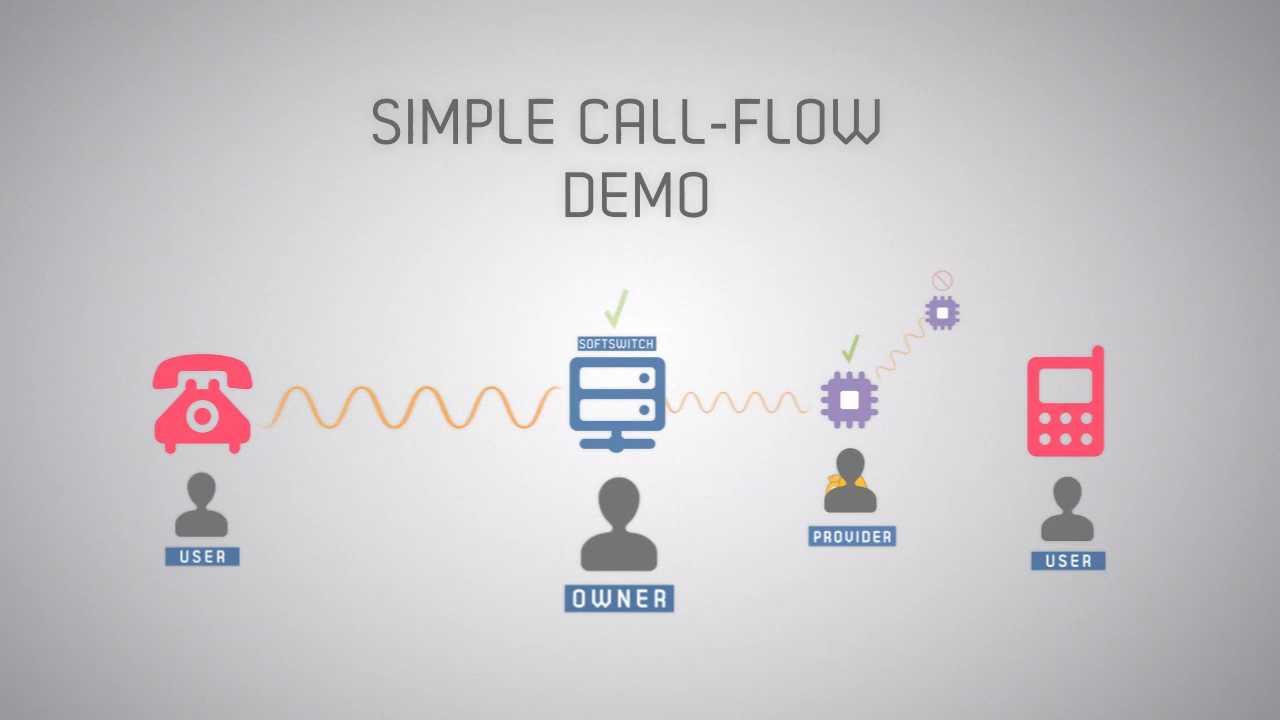 SIMPLE CALL-FLOW
DEMO
SOFTSWITCH
USER
OWNER
PROVIDER
USER